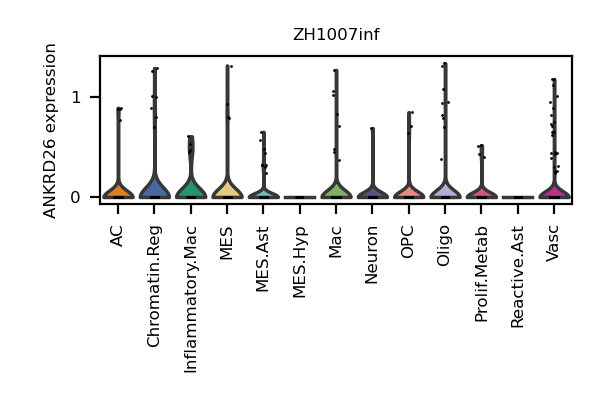 ZH1007inf
ANKRD26 expression
1
0
AC
Chromatin.Reg
Inflammatory.Mac
MES
MES.Ast
MES.Hyp
Mac
Neuron
OPC
Oligo
Prolif.Metab
Reactive.Ast
Vasc